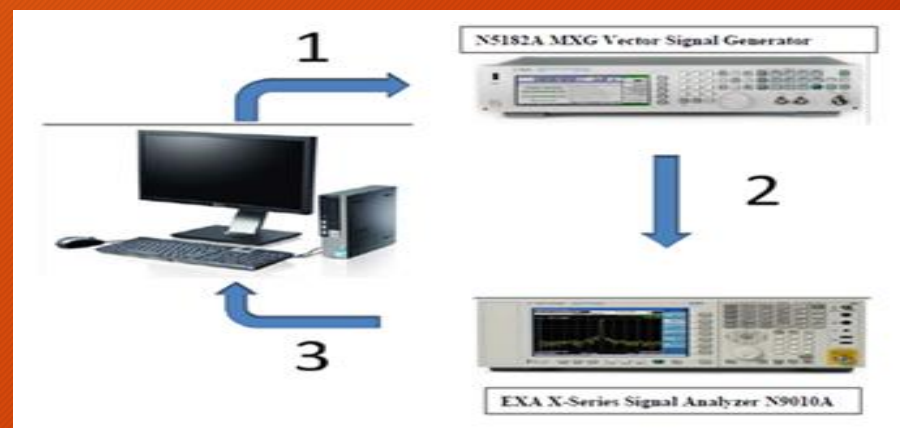 1
N5182A MXG Vector Signal Generator
2
3
EXA X-Series Signal Analyzer N9010A